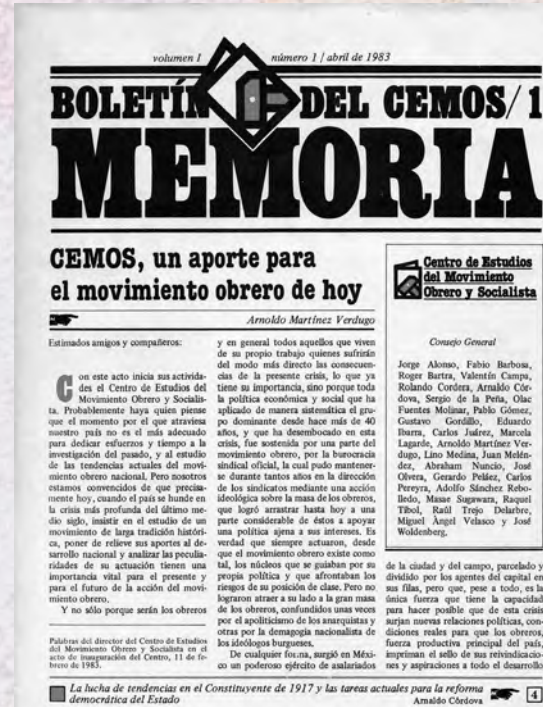 volumen I
número 1 / abril de 1983
BOLETÍN DEL CEMOS/1
MEMORIA
CEMOS, un aporte para
el movimiento obrero de hoy
Arnoldo Martínez Verdugo
Estimados amigos y compañeros:
Con este acto inicia sus activida-
des el Centro de Estudios del
Movimiento Obrero y Socialis-
ta. Probablemente haya quien piense
que el momento por el que atraviesa
nuestro país no es el más adecuado
para dedicar esfuerzos y tiempo a la
investigación del pasado, y al estudio
de las tendencias actuales del movi-
miento obrero nacional. Pero nosotros
estamos convencidos de que precisa-
mente hoy, cuando el país se hunde en
la crisis más profunda del último me-
dio siglo, insistir en el estudio de un
movimiento de larga tradición históri-
ca, poner de relieve sus aportes al de-
sarrollo nacional y analizar las peculia-
ridades de su actuación tienen una
importancia vital para el presente y
para el futuro de la acción del movi-
miento obrero.
Y no sólo porque serán los obreros
Palabras del director del Centro de Estudios
del Movimiento Obrero y Socialista en el
acto de inauguración del Centro, 11 de fe-
brero de 1983.
y en general todos aquellos que viven
de su propio trabajo quienes sufrirán
del modo más directo las consecuen-
cias de la presente crisis, lo que ya
tiene su importancia, sino porque toda
la política económica y social que ha
aplicado de manera sistemática el gru-
po dominante desde hace más de 40
años, y que ha desembocado en esta
crisis, fue sostenida por una parte del
movimiento obrero, por la burocracia
sindical oficial, la cual pudo mantener-
se durante tantos años en la dirección
de los sindicatos mediante una acción
ideológica sobre la masa de los obreros,
que logró arrastrar hasta hoy a una
parte considerable de éstos a apoyar
una política ajena a sus intereses. Es
verdad que siempre actuaron, desde
que el movimiento obrero existe como
tal, los núcleos que se guiaban por su
propia política y que afrontaban los
riesgos de su posición de clase. Pero no
lograron atraer a su lado a la gran masa
de los obreros, confundidos unas veces
por el apoliticismo de los anarquistas y
otras por la demagogia nacionalista de
los ideólogos burgueses.
De cualquier forma, surgió en Méxi-
co un poderoso ejército de asalariados
Centro de Estudios
del Movimiento
Obrero y Socialista
Consejo General
Jorge Alonso, Fabio Barbosa,
Roger Bartra, Valentín Campa,
Rolando Cordera, Arnaldo Cór-
dova, Sergio de la Peña, Olac
Fuentes Molinar, Pablo Gómez,
Gustavo Gordillo, Eduardo
Ibarra, Carlos Juárez, Marcela
Lagarde, Arnoldo Martínez Ver-
dugo, Lino Medina, Juan Melén-
dez, Abraham Nuncio, José
Olvera, Gerardo Peláez, Carlos
Pereyra, Adolfo Sánchez Rebo-
lledo, Masae Sugawara, Raquel
Tibol, Raúl Trejo Delarbre,
Miguel Angel Velasco y José
Woldenberg.
de la ciudad y del campo, parcelado y
dividido por los agentes del capital en
sus filas, pero que, pese a todo, es la
única fuerza que tiene la capacidad
para hacer posible que de esta crisis
surjan nuevas relaciones políticas, con-
diciones reales para que los obreros,
fuerza productiva principal del país,
impriman el sello de sus reivindicacio-
nes y aspiraciones a todo el desarrollo
La lucha de tendencias en el Constituyente de 1917 y las tareas actuales para la reforma
democrática del Estado
Arnaldo Córdova
4